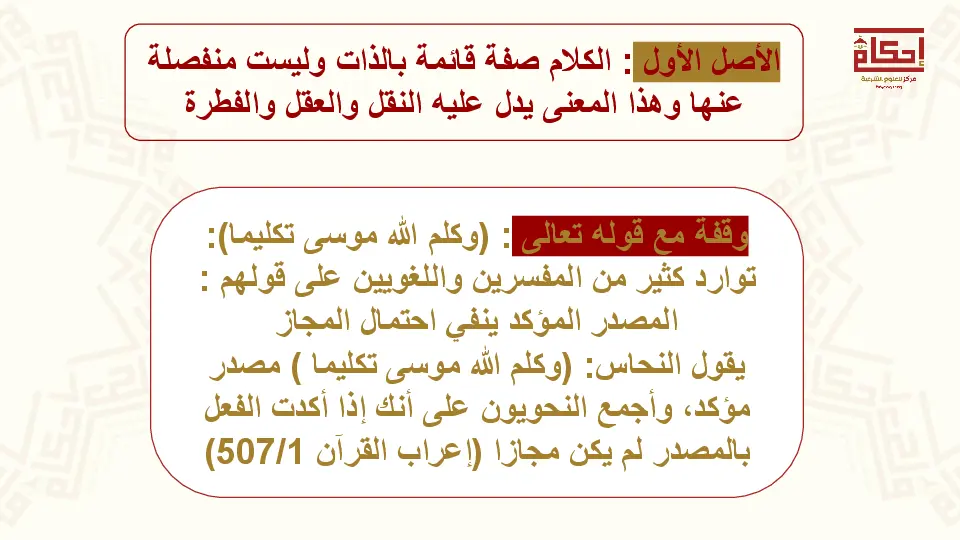 الأصل الأول : الكلام صفة قائمة بالذات وليست منفصلة
عنها وهذا المعنى يدل عليه النقل والعقل والفطرة
إحكام
مركز للعلوم الشرعية
وقفة مع قوله تعالى : (وكلم الله موسى تكليما):
توارد كثير من المفسرين واللغويين على قولهم :
المصدر المؤكد ينفي احتمال المجاز
يقول النحاس: (وكلم الله موسى تكليما ) مصدر
مؤكد، وأجمع النحويون على أنك إذا أكدت الفعل
بالمصدر لم يكن مجازا (إعراب القرآن 507/1)